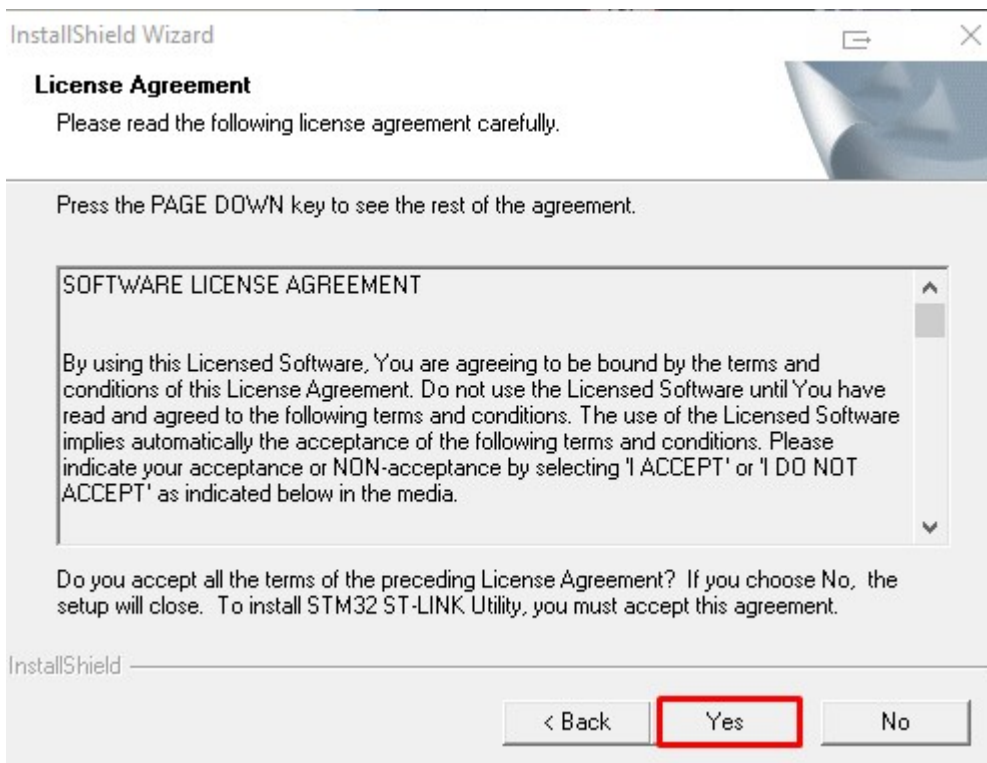 InstallShield Wizard
License Agreement
Please read the following license agreement carefully.
Press the PAGE DOWN key to see the rest of the agreement.
SOFTWARE LICENSE AGREEMENT
By using this Licensed Software, You are agreeing to be bound by the terms and
conditions of this License Agreement. Do not use the Licensed Software until You have
read and agreed to the following terms and conditions. The use of the Licensed Software
implies automatically the acceptance of the following terms and conditions. Please
indicate your acceptance or NON-acceptance by selecting 'I ACCEPT' or 'I DO NOT
ACCEPT' as indicated below in the media.
Do you accept all the terms of the preceding License Agreement?  If you choose No,  the
setup will close.  To install STM32 ST-LINK Utility, you must accept this agreement.
InstallShield
< Back Yes No